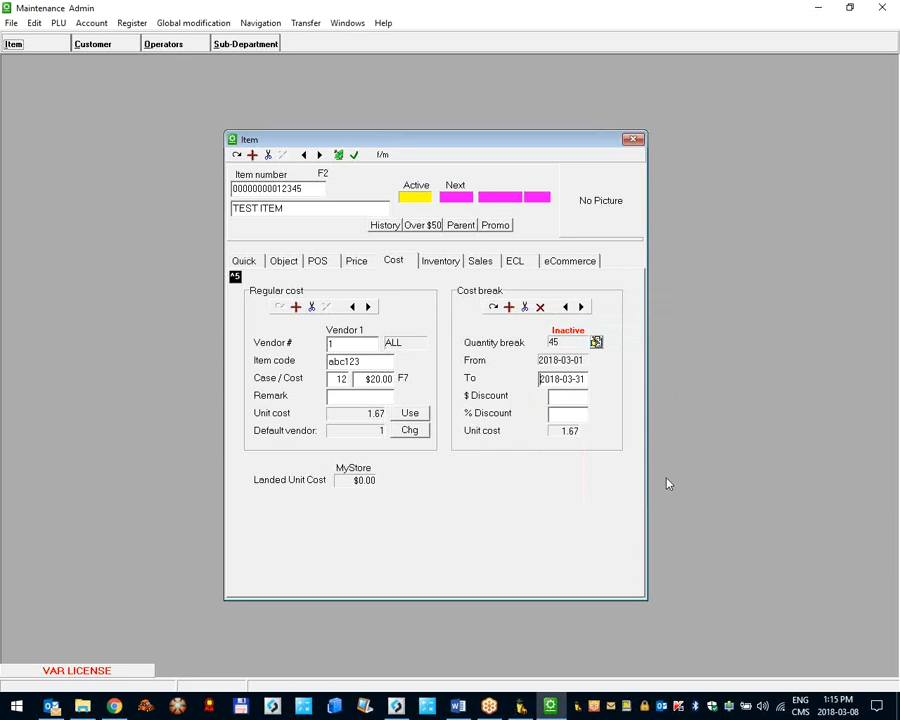 Maintenance Admin
File Edit PLU Account Register Global modification Navigation Transfer Windows Help
Item Customer Operators Sub-Department
Item
f/m
Item number F2
00000000012345
TEST ITEM
Active Next
No Picture
History Over $50 Parent Promo
Quick Object POS Price Cost Inventory Sales ECL eCommerce
^5
Regular cost
Vendor 1
Vendor # 1 ALL
Item code abc123
Case / Cost 12 $20.00 F7
Remark
Unit cost 1.67 Use
Default vendor: 1 Chg
Cost break
Inactive
Quantity break 45
From 2018-03-01
To 2018-03-31
$ Discount
% Discount
Unit cost 1.67
MyStore
Landed Unit Cost $0.00
VAR LICENSE
ENG
CMS
1:15 PM
2018-03-08